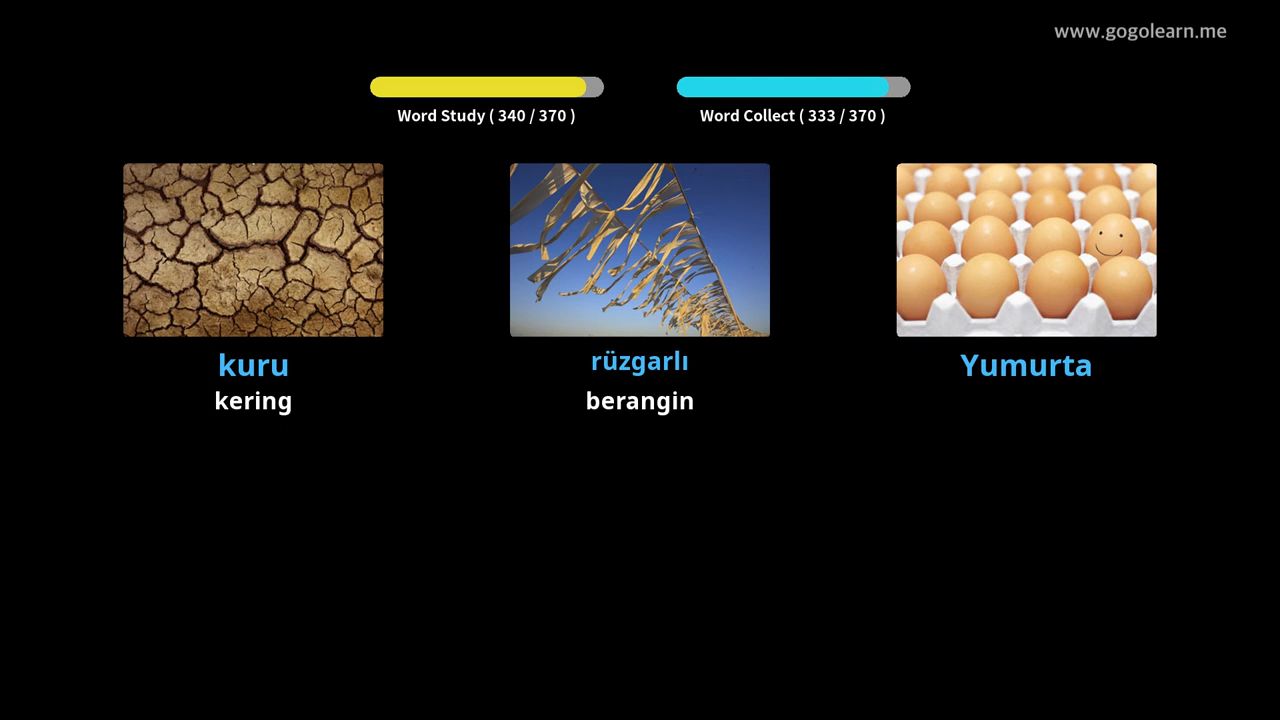 www.gogolearn.me
Word Study ( 340 / 370 )
Word Collect ( 333 / 370 )
kuru
kering
rüzgarlı
berangin
Yumurta